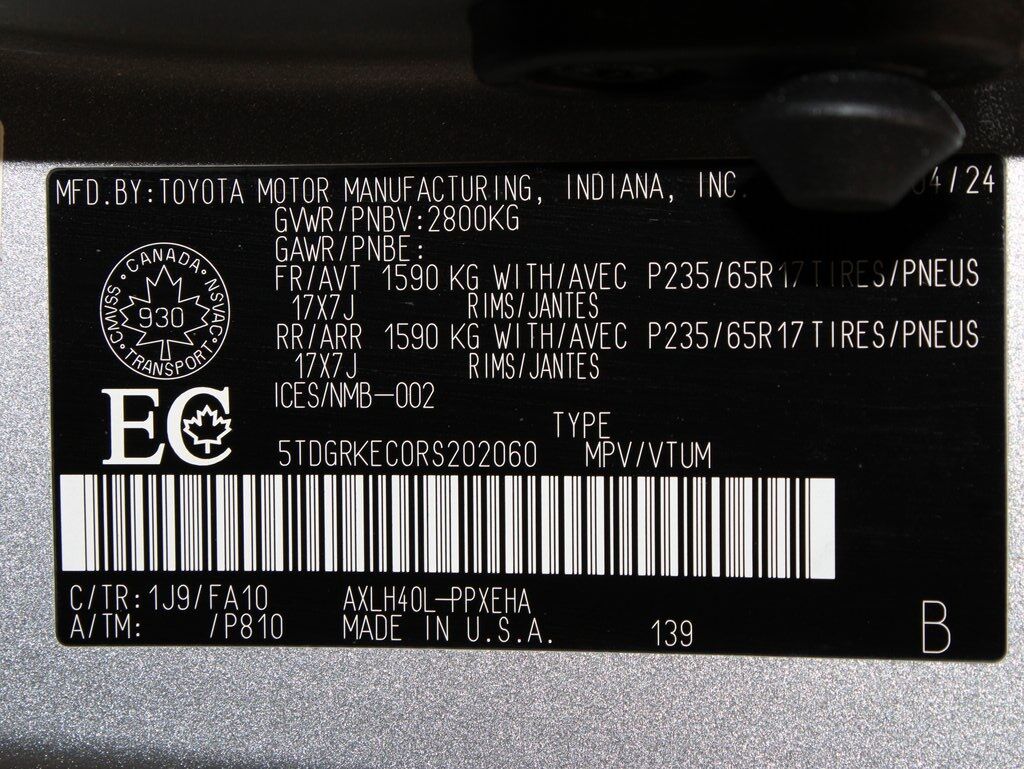 MFD.BY:TOYOTA MOTOR MANUFACTURING, INDIANA, INC. 04/24
GVWR/PNBV:2800KG
GAWR/PNBE:
FR/AVT 1590 KG WITH/AVEC P235/65R17 TIRES/PNEUS
17X7J RIMS/JANTES
RR/ARR 1590 KG WITH/AVEC P235/65R17 TIRES/PNEUS
17X7J RIMS/JANTES
ICES/NMB-002
CANADA
NSVAC
CMVSS
930
TRANSPORT
EC
TYPE
5TDGRKEC0RS202060 MPV/VTUM
C/TR:1J9/FA10 AXLH40L-PPXEHA
A/TM: /P810 MADE IN U.S.A. 139
B